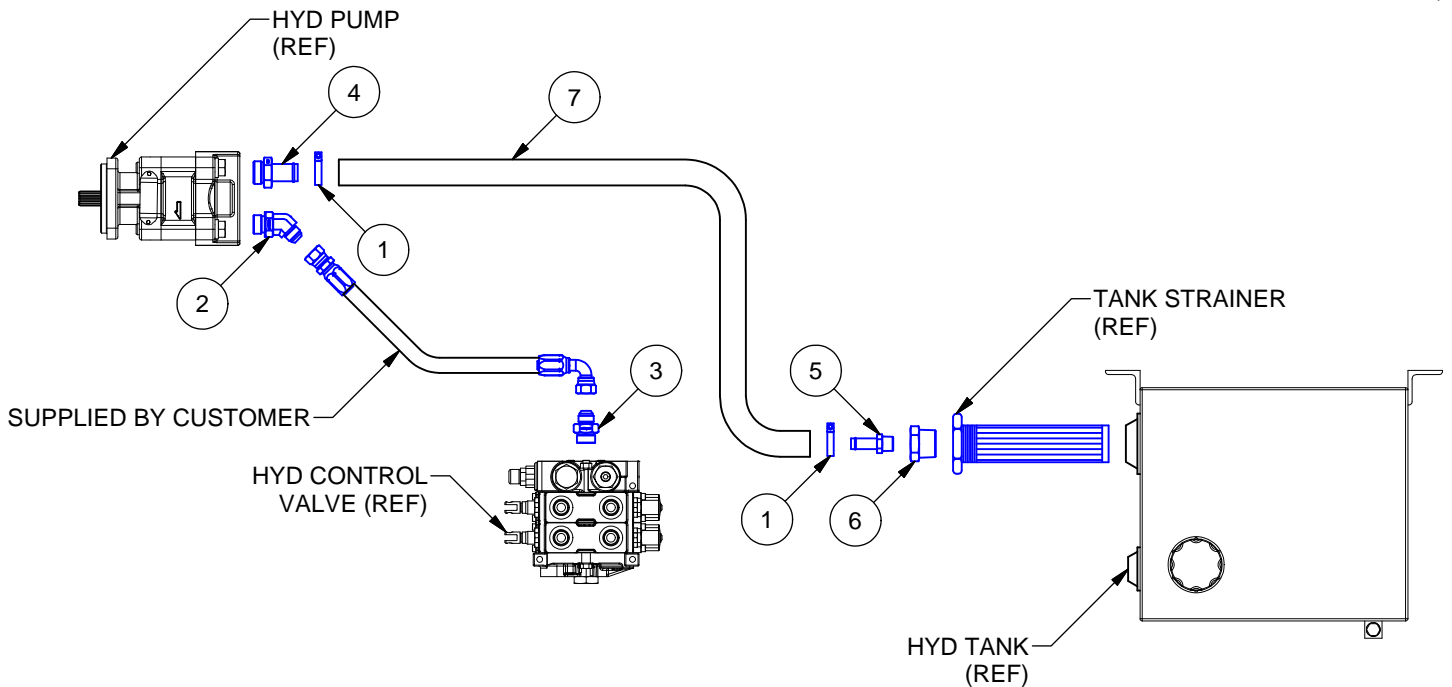 HYD PUMP
(REF)
4
7
1
2
TANK STRAINER
(REF)
3
5
SUPPLIED BY CUSTOMER
HYD CONTROL
VALVE (REF)
1
6
HYD TANK
(REF)